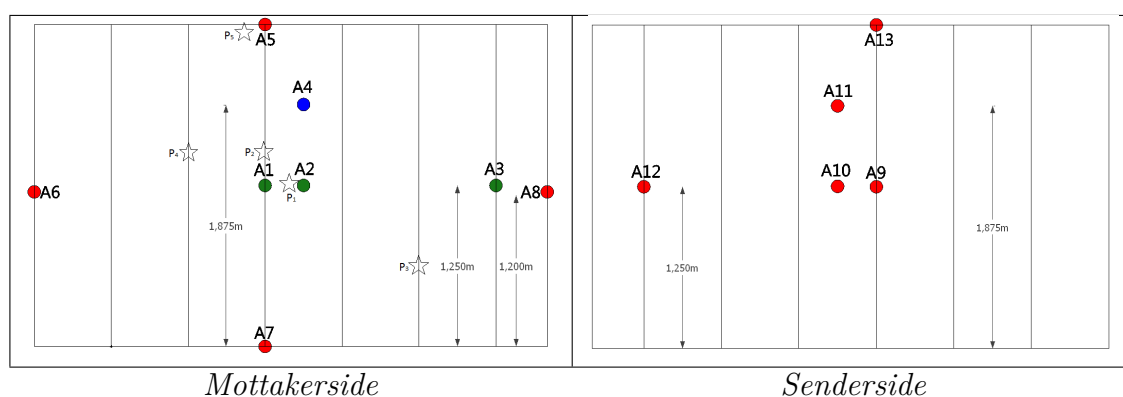 A5
P₅
A4
P₄
P₂
A1
A2
A3
P₁
A6
A8
1,875m
P₃
1,250m
1,200m
A7
Mottakerside
A13
A11
A12
A10
A9
1,875m
1,250m
Senderside